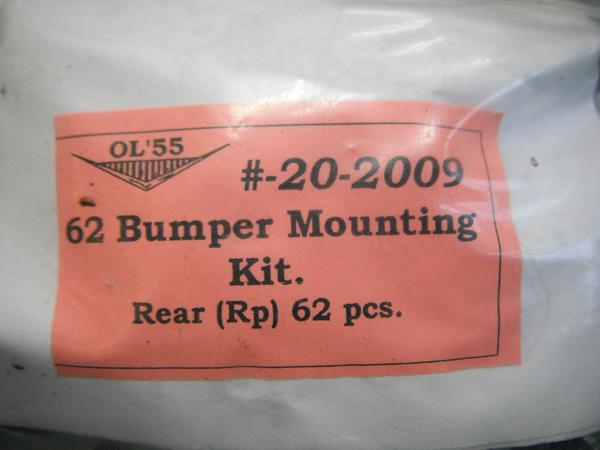 OL'55
#-20-2009
62 Bumper Mounting
Kit.
Rear (Rp) 62 pcs.